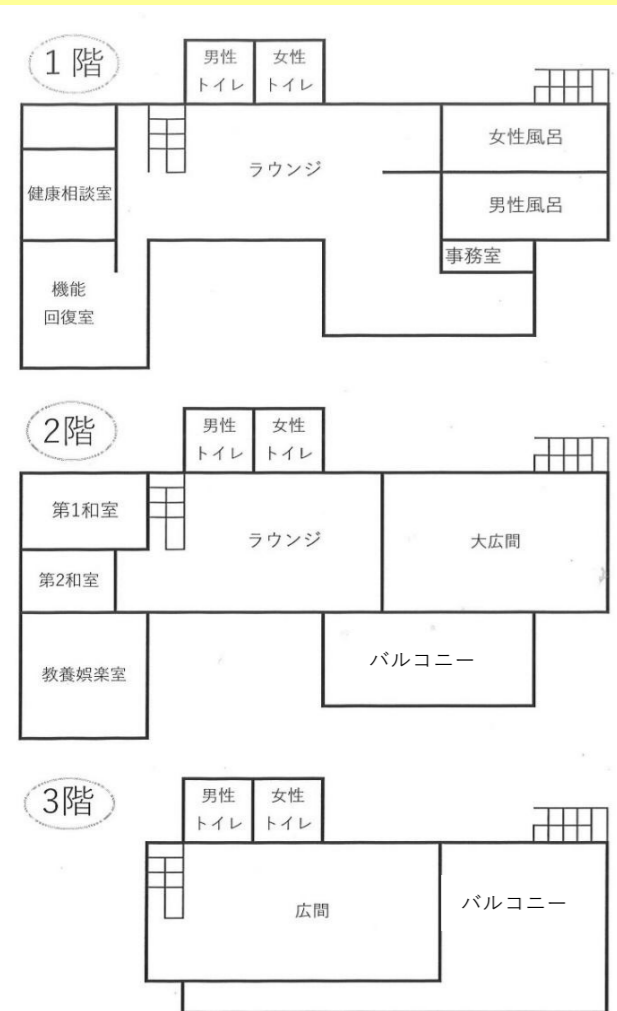 1階
男性
トイレ
女性
トイレ
女性風呂
ラウンジ
健康相談室
男性風呂
事務室
機能
回復室
2階
男性
トイレ
女性
トイレ
第1和室
ラウンジ
大広間
第2和室
教養娯楽室
バルコニー
3階
男性
トイレ
女性
トイレ
広間
バルコニー